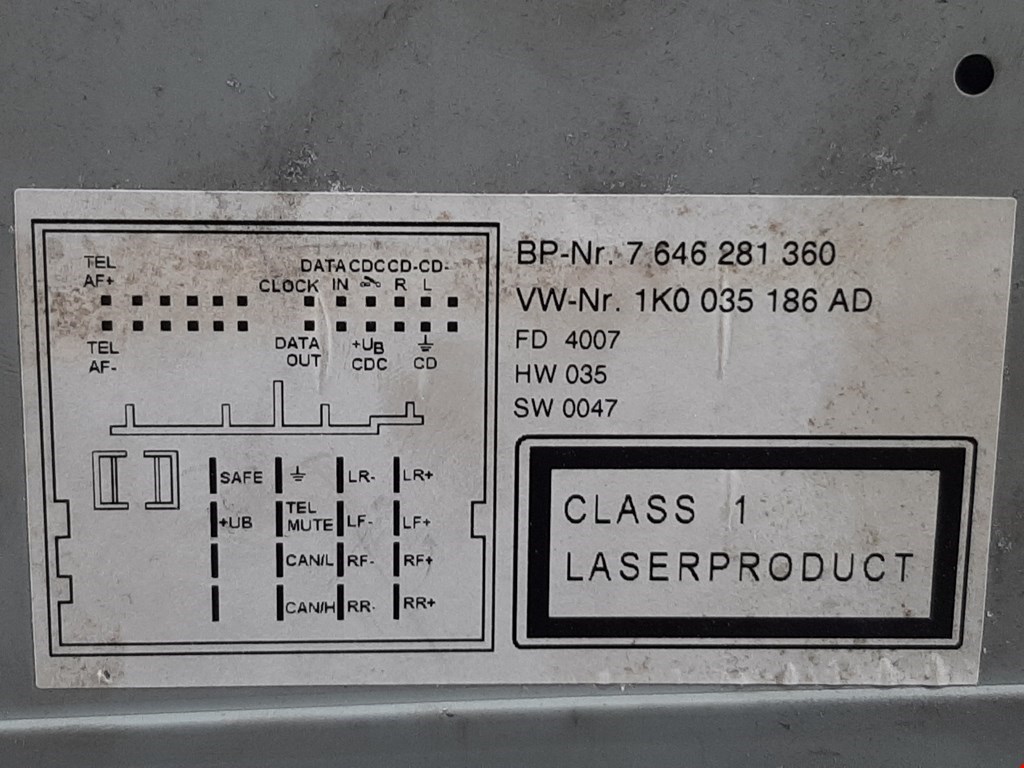 BP-Nr. 7 646 281 360
VW-Nr. 1K0 035 186 AD
FD 4007
HW 035
SW 0047
TEL
AF+
DATA CDC CD- CD-
CLOCK IN R L
TEL
AF-
DATA
OUT
+UB
CDC
CD
SAFE LR- LR+
+UB TEL
MUTE LF- LF+
CAN/L RF- RF+
CAN/H RR- RR+
CLASS 1
LASERPRODUCT